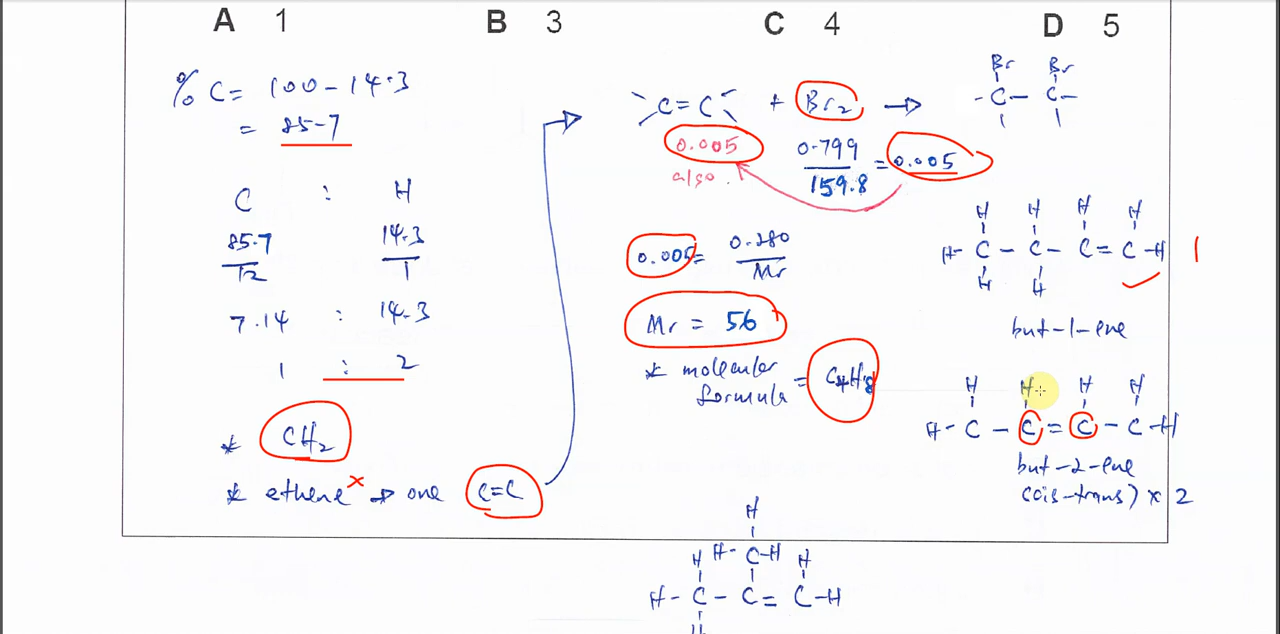 A 1 B 3 C 4 D 5
% C = 100 - 14.3
= 85-7
C : H
85.7/12 14.3/1
7.14 : 14.3
1 : 2
* CH2
* ethene x → one C=C
C=C + Br2 → Br Br
- C - C -
0.005 0.799/159.8 = 0.005
also.
0.005 = 0.280/Mr
Mr = 56
* molecular formula = C4H8
H H H H
H - C - C - C = C - H 1
H H
but-1-ene
H H H H
H - C - C = C - C - H
but-2-ene
(cis-trans) x 2
H
H H - C - H H
H - C - C = C - H
H